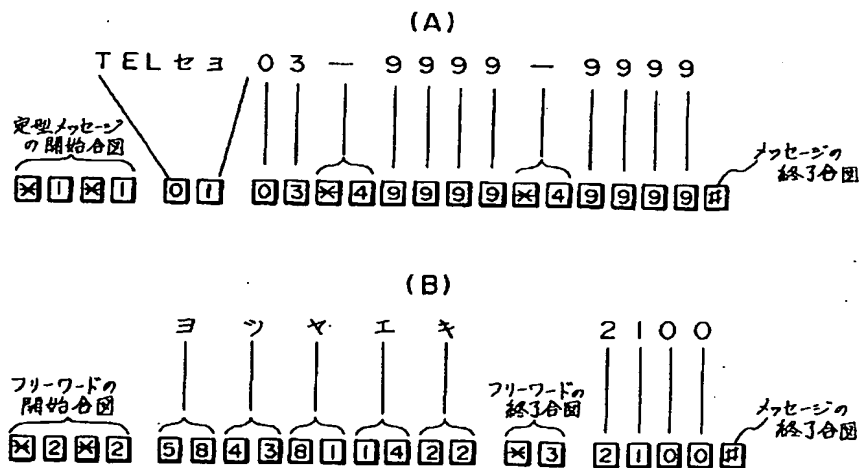 (A)
TELセヨ 03-9999-9999
定型メッセージ
の開始合図
メッセージの
終了合図
*1*1 01 03*49999*49999#
(B)
ヨツヤエキ 2100
フリーワードの
開始合図
フリーワードの
終了合図
メッセージの
終了合図
*2*2 5843811422 *3 2100#